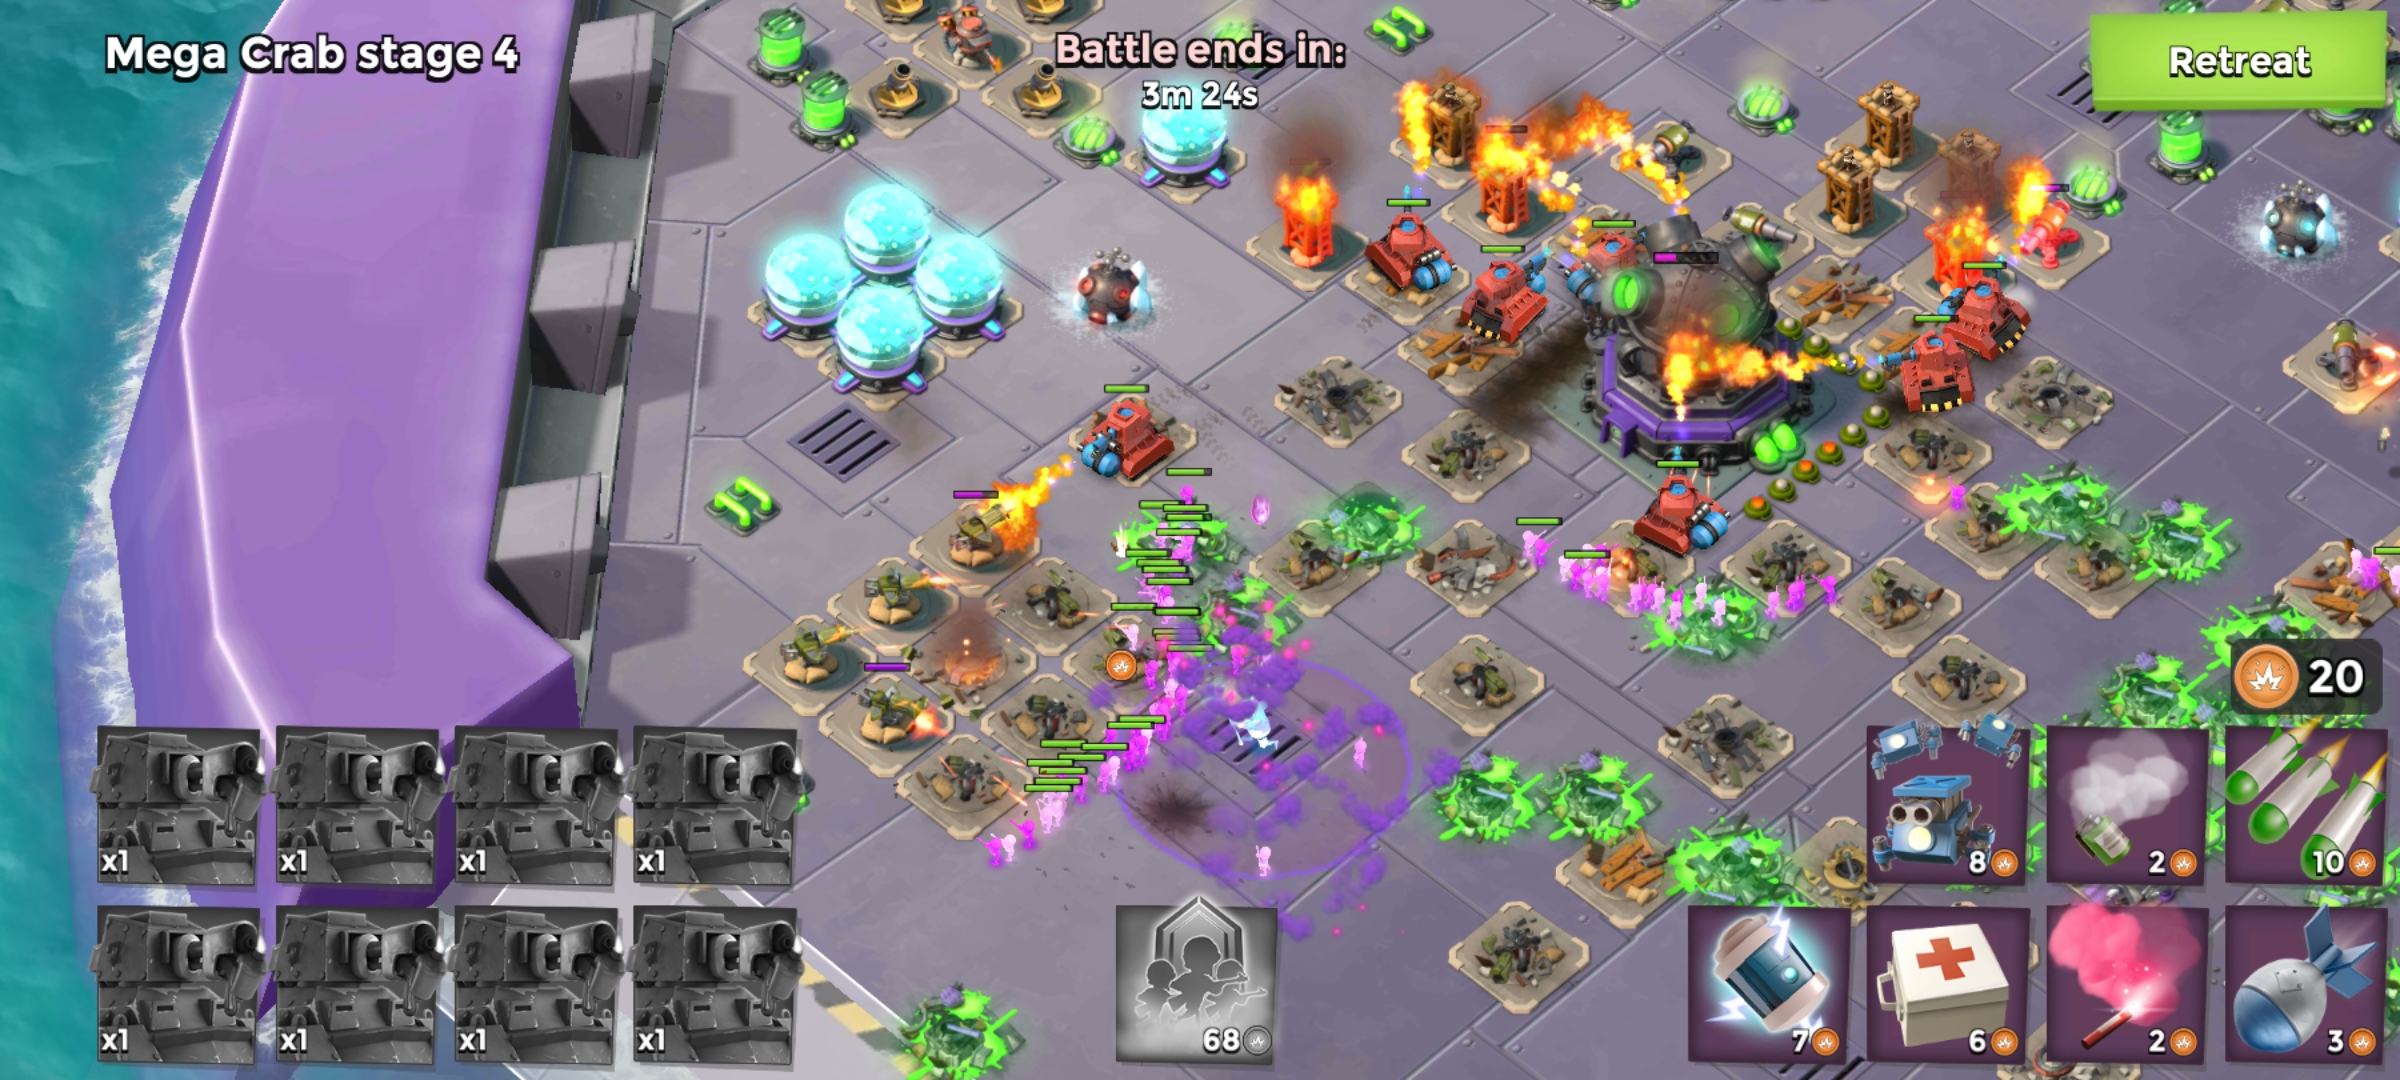 Mega Crab stage 4
Battle ends in:
3m 24s
Retreat
20
x1
x1
x1
x1
8
2
10
x1
x1
x1
x1
68
7
6
2
3